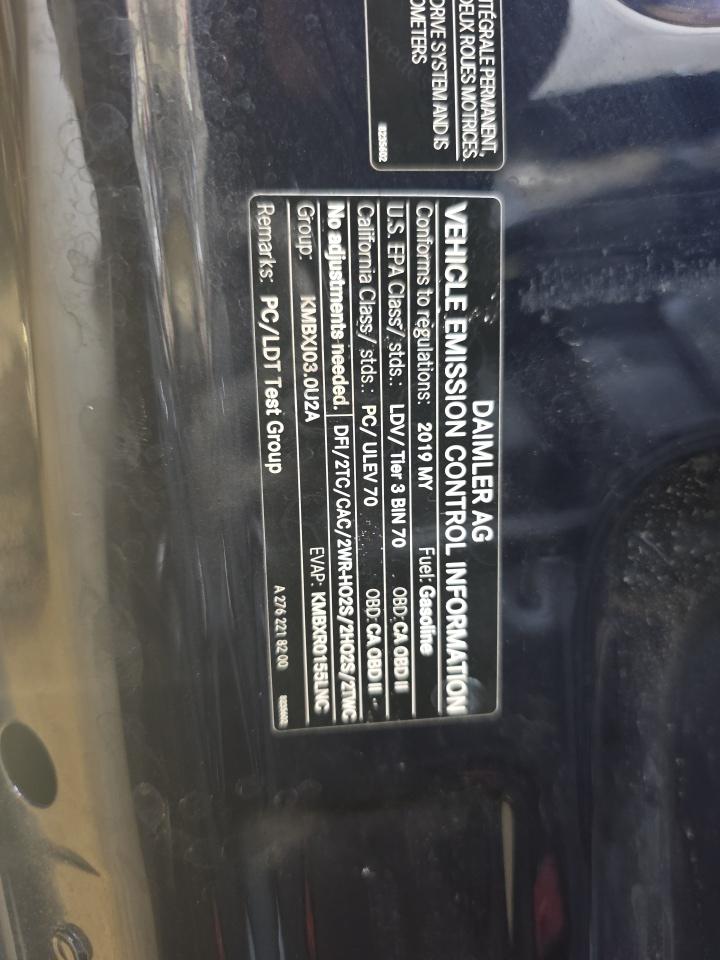 INTÉGRALE PERMANENT,
DEUX ROUES MOTRICES.
DRIVE SYSTEM AND IS
OMETERS
8235602
DAIMLER AG
VEHICLE EMISSION CONTROL INFORMATION
Conforms to regulations: 2019 MY Fuel: Gasoline
U.S. EPA Class/ stds.: LDV/ Tier 3 BIN 70 OBD: CA OBD II
California Class/ stds.: PC/ ULEV 70 OBD: CA OBD II
No adjustments needed. DFI/2TC/CAC/2WR-HO2S/2HO2S/2TWC
Group: KMBXJ03.0U2A EVAP: KMBXR0155LNC
Remarks: PC/LDT Test Group
A 276 221 82 00 8235602